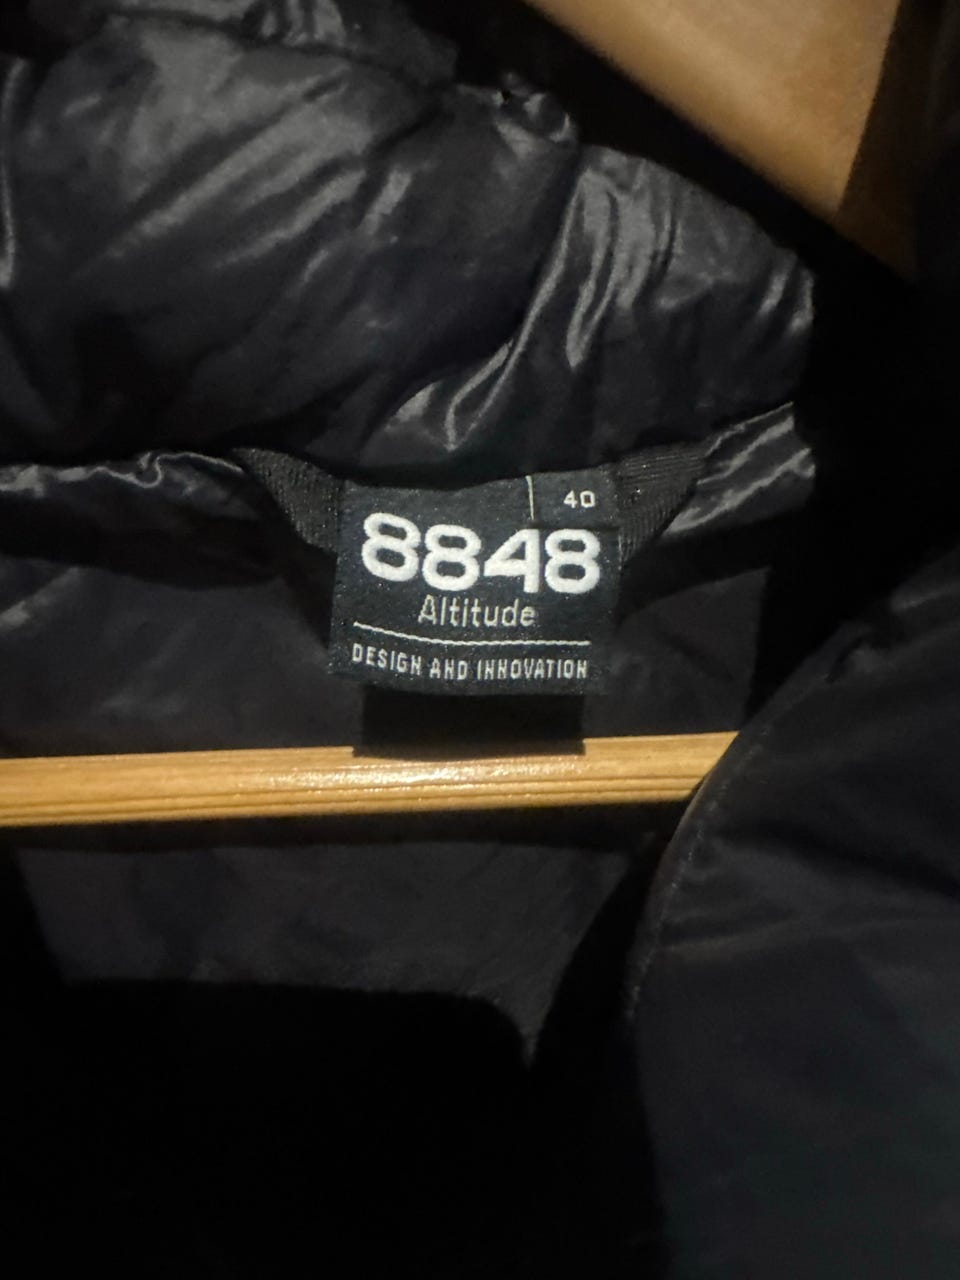 40
8848
Altitude
DESIGN AND INNOVATION